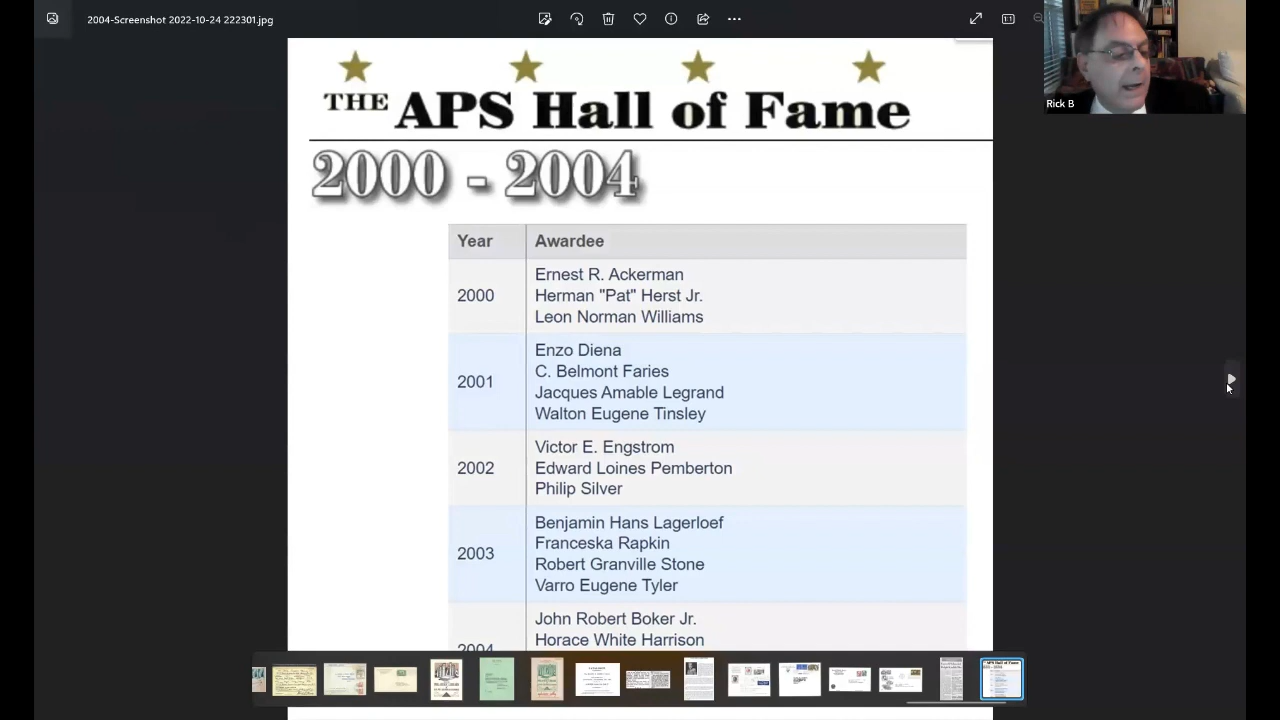 2004-Screenshot 2022-10-24 222301.jpg
Rick B
THE APS Hall of Fame
2000 - 2004
Year Awardee
2000
Ernest R. Ackerman
Herman "Pat" Herst Jr.
Leon Norman Williams
2001
Enzo Diena
C. Belmont Faries
Jacques Amable Legrand
Walton Eugene Tinsley
2002
Victor E. Engstrom
Edward Loines Pemberton
Philip Silver
2003
Benjamin Hans Lagerloef
Franceska Rapkin
Robert Granville Stone
Varro Eugene Tyler
2004
John Robert Boker Jr.
Horace White Harrison